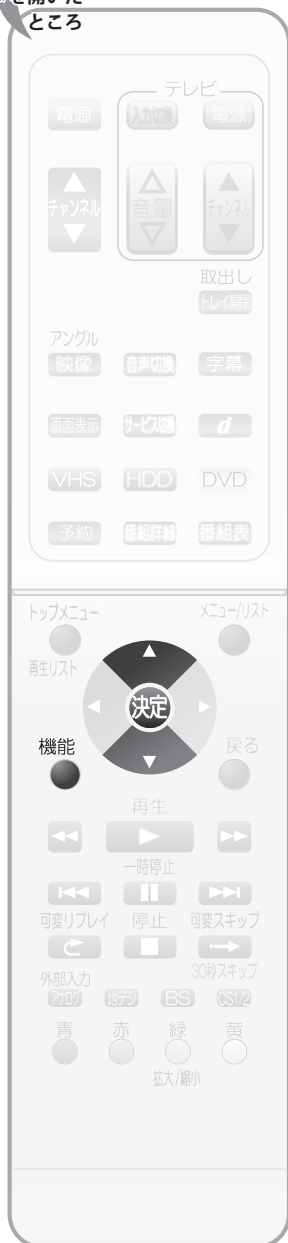 を開いた
ところ
テレビ
電源 入力切換 電源
チャンネル 音量 チャンネル
取出し
トレイ開閉
アングル
映像 音声切換 字幕
画面表示 サービス切換 d
VHS HDD DVD
予約 番組詳細 番組表
トップメニュー メニュー/リスト
再生リスト
決定
機能 戻る
再生
一時停止
可変リプレイ 停止 可変スキップ
30秒スキップ
外部入力
アナログ 地デジ BS CS1/2
青 赤 緑 黄
拡大/縮小